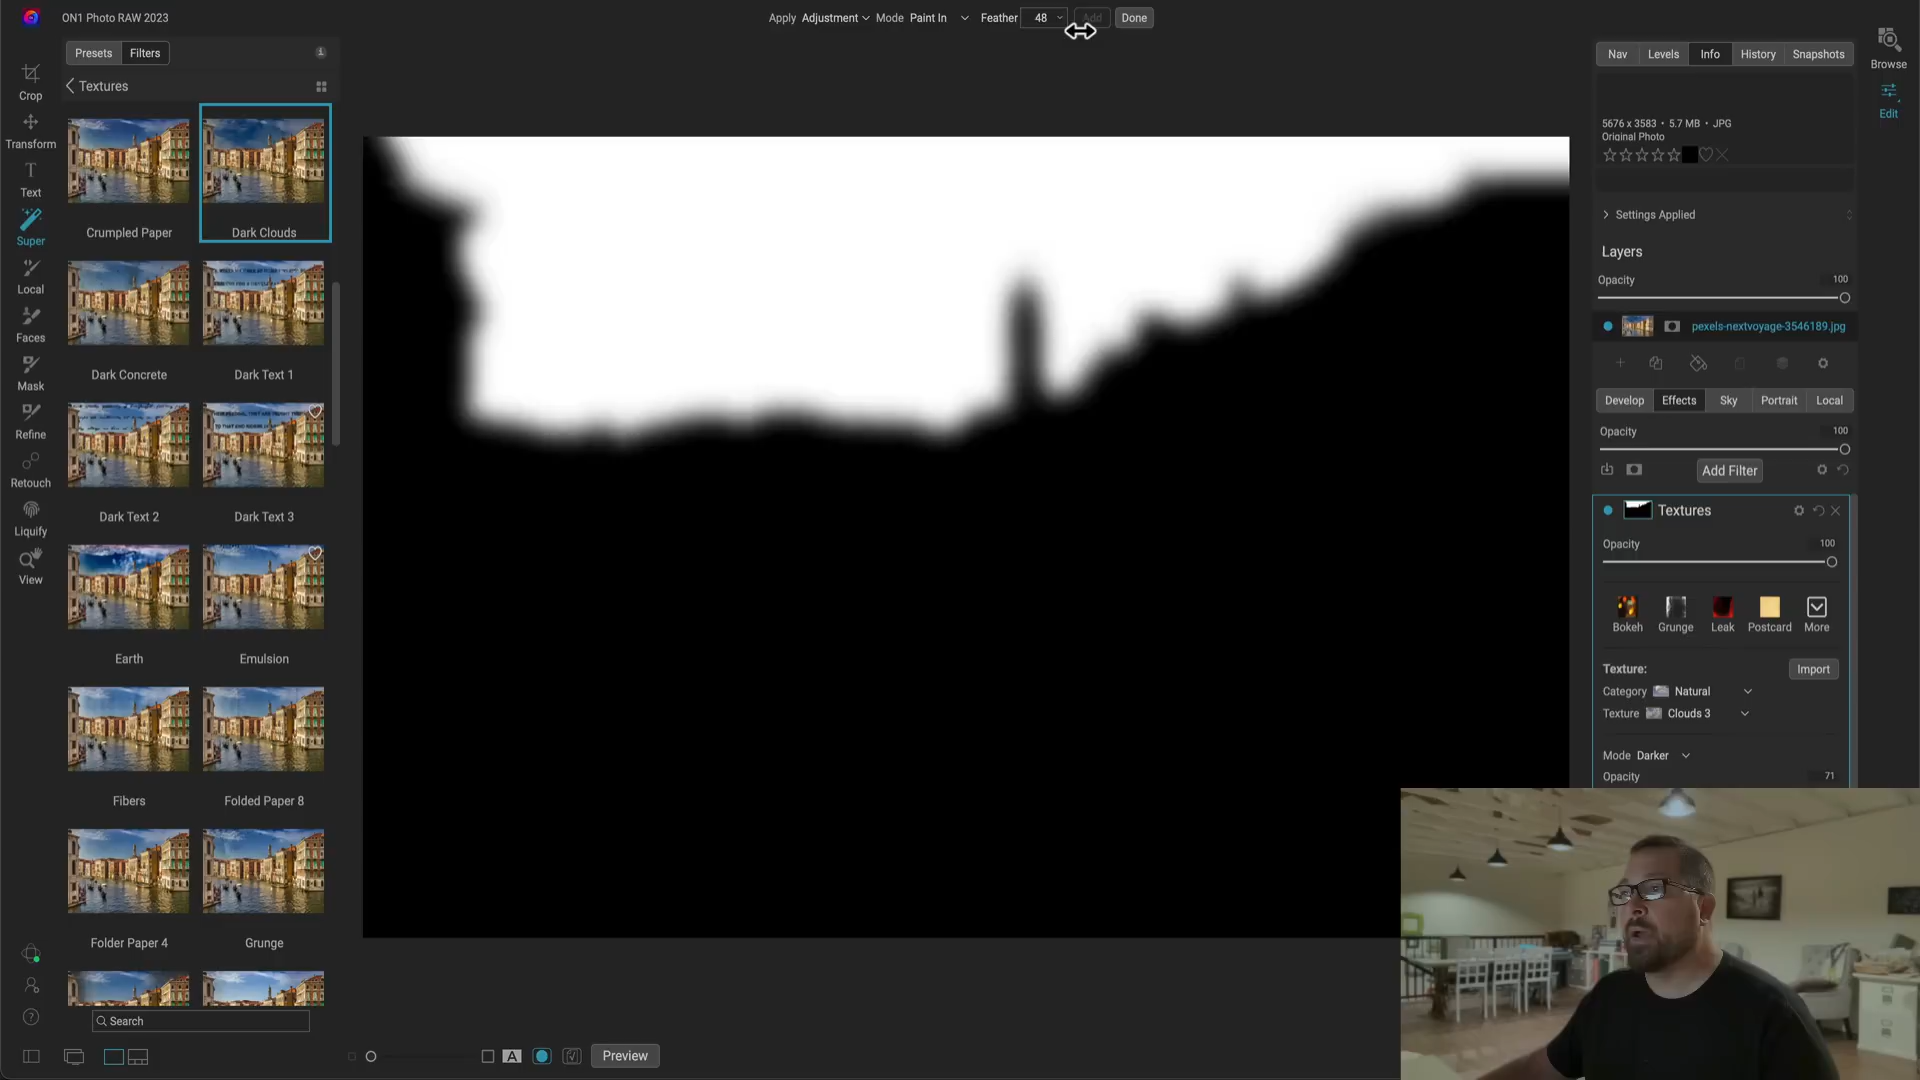 ON1 Photo RAW 2023
Apply Adjustment Mode Paint In Feather 48 Add Done
Presets Filters
Textures
Crop
Transform
Text
Super
Local
Faces
Mask
Refine
Retouch
Liquify
View
Crumpled Paper Dark Clouds
Dark Concrete Dark Text 1
Dark Text 2 Dark Text 3
Earth Emulsion
Fibers Folded Paper 8
Folder Paper 4 Grunge
Search
A
Preview
Nav Levels Info History Snapshots
Browse
Edit
5676 x 3583 • 5.7 MB • JPG
Original Photo
Settings Applied
Layers
Opacity 100
pexels-nextvoyage-3546189.jpg
Develop Effects Sky Portrait Local
Opacity 100
Add Filter
Textures
Opacity 100
Bokeh Grunge Leak Postcard More
Texture: Import
Category Natural
Texture Clouds 3
Mode Darker
Opacity 71